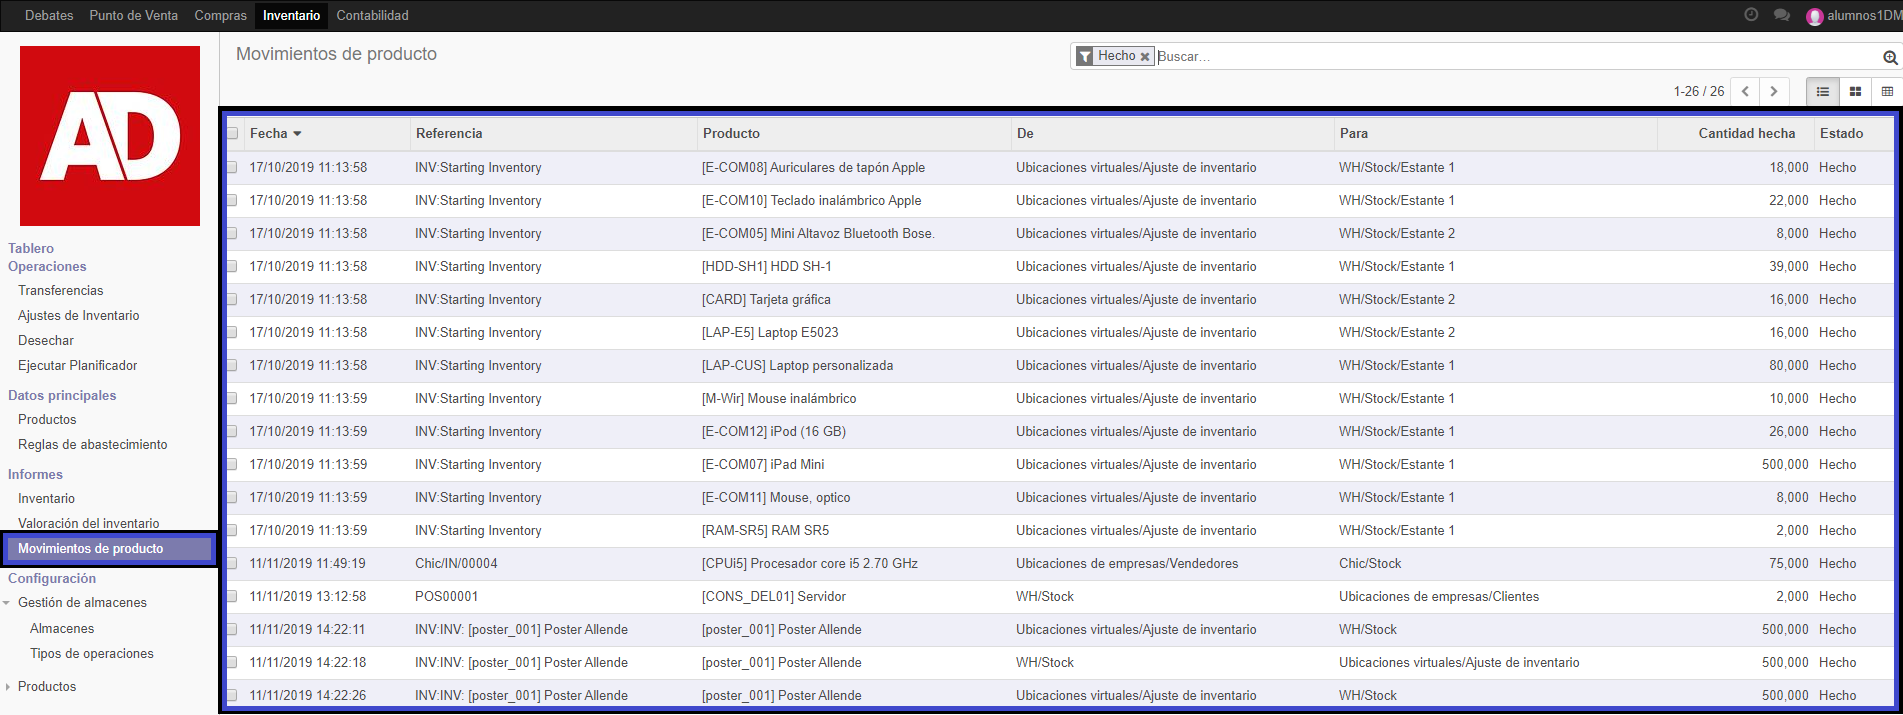 Debates Punto de Venta Compras Inventario Contabilidad alumnos1DM
AD
Movimientos de producto
Hecho Buscar...
1-26 / 26
Tablero
Operaciones
Transferencias
Ajustes de Inventario
Desechar
Ejecutar Planificador
Datos principales
Productos
Reglas de abastecimiento
Informes
Inventario
Valoración del inventario
Movimientos de producto
Configuración
Gestión de almacenes
Almacenes
Tipos de operaciones
Productos
Fecha Referencia Producto De Para Cantidad hecha Estado
17/10/2019 11:13:58 INV:Starting Inventory [E-COM08] Auriculares de tapón Apple Ubicaciones virtuales/Ajuste de inventario WH/Stock/Estante 1 18,000 Hecho
17/10/2019 11:13:58 INV:Starting Inventory [E-COM10] Teclado inalámbrico Apple Ubicaciones virtuales/Ajuste de inventario WH/Stock/Estante 1 22,000 Hecho
17/10/2019 11:13:58 INV:Starting Inventory [E-COM05] Mini Altavoz Bluetooth Bose. Ubicaciones virtuales/Ajuste de inventario WH/Stock/Estante 2 8,000 Hecho
17/10/2019 11:13:58 INV:Starting Inventory [HDD-SH1] HDD SH-1 Ubicaciones virtuales/Ajuste de inventario WH/Stock/Estante 1 39,000 Hecho
17/10/2019 11:13:58 INV:Starting Inventory [CARD] Tarjeta gráfica Ubicaciones virtuales/Ajuste de inventario WH/Stock/Estante 2 16,000 Hecho
17/10/2019 11:13:58 INV:Starting Inventory [LAP-E5] Laptop E5023 Ubicaciones virtuales/Ajuste de inventario WH/Stock/Estante 2 16,000 Hecho
17/10/2019 11:13:58 INV:Starting Inventory [LAP-CUS] Laptop personalizada Ubicaciones virtuales/Ajuste de inventario WH/Stock/Estante 1 80,000 Hecho
17/10/2019 11:13:59 INV:Starting Inventory [M-Wir] Mouse inalámbrico Ubicaciones virtuales/Ajuste de inventario WH/Stock/Estante 1 10,000 Hecho
17/10/2019 11:13:59 INV:Starting Inventory [E-COM12] iPod (16 GB) Ubicaciones virtuales/Ajuste de inventario WH/Stock/Estante 1 26,000 Hecho
17/10/2019 11:13:59 INV:Starting Inventory [E-COM07] iPad Mini Ubicaciones virtuales/Ajuste de inventario WH/Stock/Estante 1 500,000 Hecho
17/10/2019 11:13:59 INV:Starting Inventory [E-COM11] Mouse, optico Ubicaciones virtuales/Ajuste de inventario WH/Stock/Estante 1 8,000 Hecho
17/10/2019 11:13:59 INV:Starting Inventory [RAM-SR5] RAM SR5 Ubicaciones virtuales/Ajuste de inventario WH/Stock/Estante 1 2,000 Hecho
11/11/2019 11:49:19 Chic/IN/00004 [CPUi5] Procesador core i5 2.70 GHz Ubicaciones de empresas/Vendedores Chic/Stock 75,000 Hecho
11/11/2019 13:12:58 POS00001 [CONS_DEL01] Servidor WH/Stock Ubicaciones de empresas/Clientes 2,000 Hecho
11/11/2019 14:22:11 INV:INV: [poster_001] Poster Allende [poster_001] Poster Allende Ubicaciones virtuales/Ajuste de inventario WH/Stock 500,000 Hecho
11/11/2019 14:22:18 INV:INV: [poster_001] Poster Allende [poster_001] Poster Allende WH/Stock Ubicaciones virtuales/Ajuste de inventario 500,000 Hecho
11/11/2019 14:22:26 INV:INV: [poster_001] Poster Allende [poster_001] Poster Allende Ubicaciones virtuales/Ajuste de inventario WH/Stock 500,000 Hecho